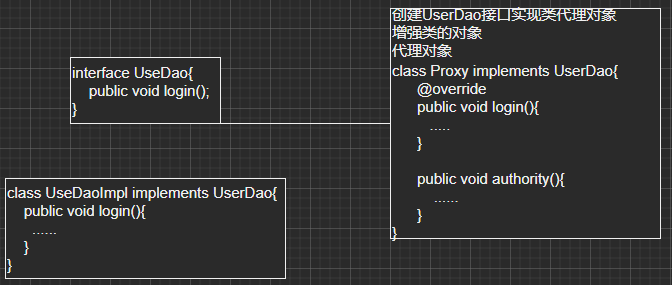 interface UseDao{
public void login();
}
class UseDaoImpl implements UserDao{
public void login(){
......
}
}
创建UserDao接口实现类代理对象
增强类的对象
代理对象
class Proxy implements UserDao{
@override
public void login(){
.....
}
public void authority(){
......
}
}